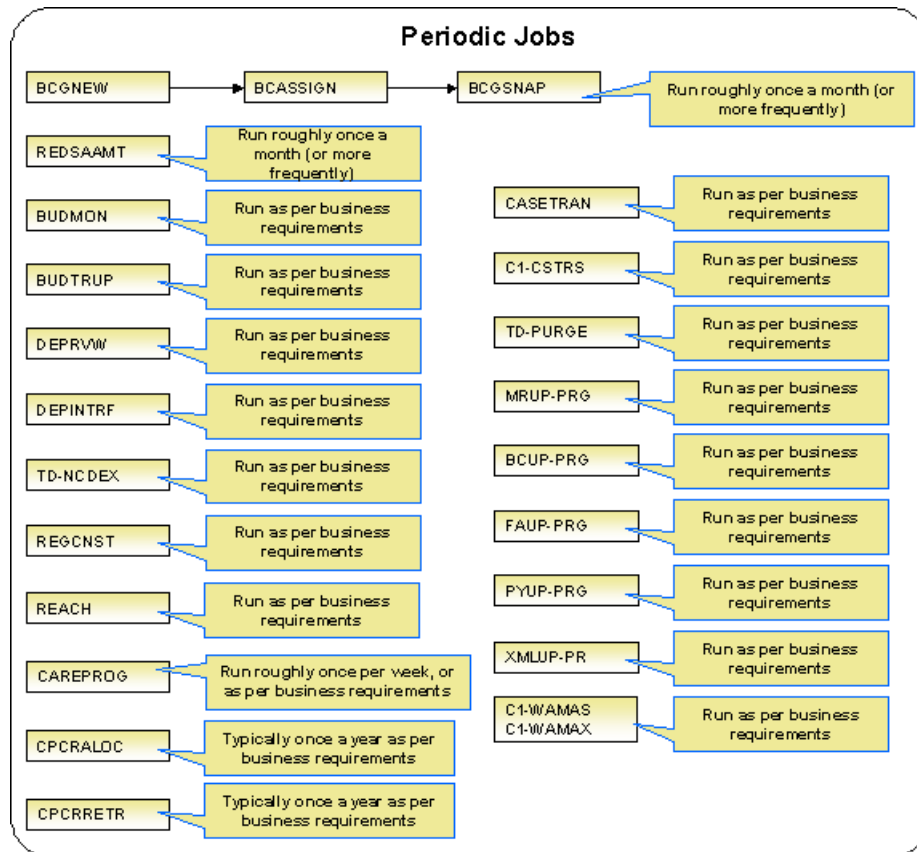 Periodic Jobs
BCGNEW
BCASSIGN
BCGSNAP
Run roughly once a month (or
more frequently)
REDSAAMT
Run roughly once a
month (or more
frequently)
BUDMON
Run as per business
requirements
BUDTRUP
Run as per business
requirements
DEPRVW
Run as per business
requirements
DEPINTRF
Run as per business
requirements
TD-NCDEX
Run as per business
requirements
REGCNST
Run as per business
requirements
REACH
Run as per business
requirements
CAREPROG
Run roughly once per week, or
as per business requirements
CPCRALOC
Typically once a year as per
business requirements
CPCRRETR
Typically once a year as per
business requirements
CASETRAN
Run as per business
requirements
C1-CSTRS
Run as per business
requirements
TD-PURGE
Run as per business
requirements
MRUP-PRG
Run as per business
requirements
BCUP-PRG
Run as per business
requirements
FAUP-PRG
Run as per business
requirements
PYUP-PRG
Run as per business
requirements
XMLUP-PR
Run as per business
requirements
C1-WAMAS
C1-WAMAX
Run as per business
requirements